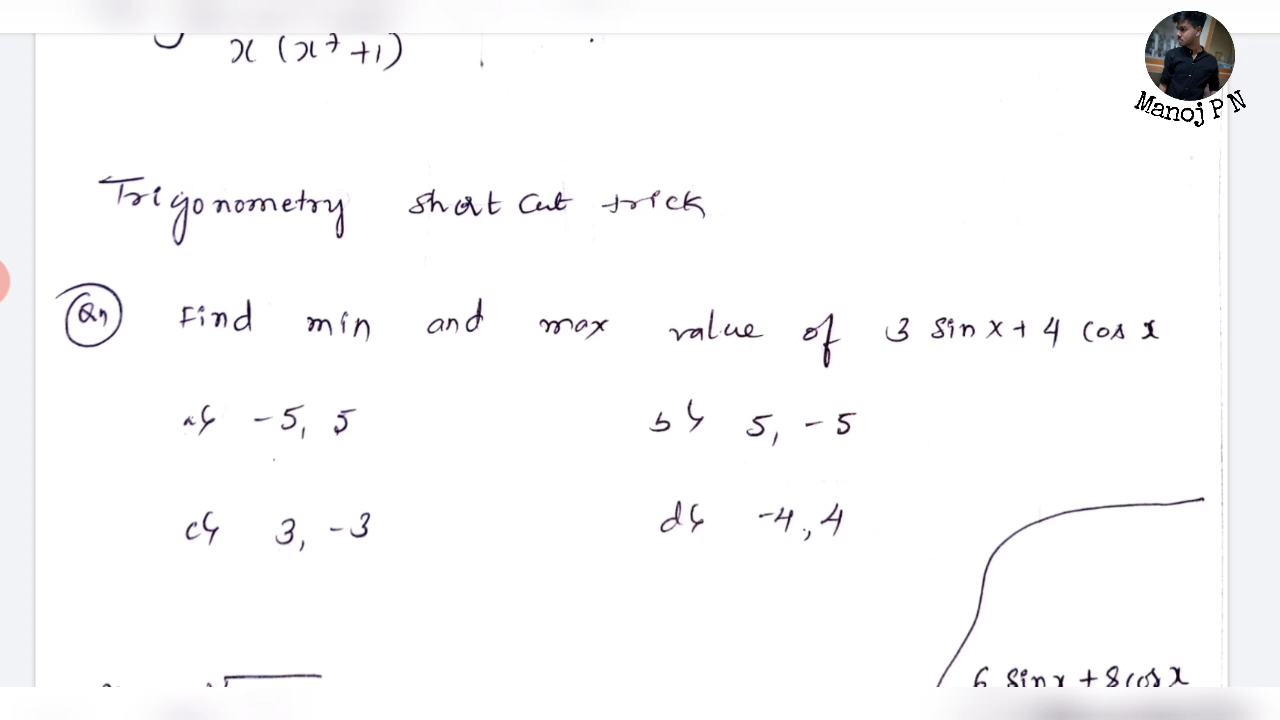 x (x⁷ +1)
Manoj P N
Trigonometry short cut trick
Qn Find min and max value of 3 sin x + 4 cos x
a) -5, 5 b) 5, -5
c) 3, -3 d) -4, 4
6 sin x + 8 cos x